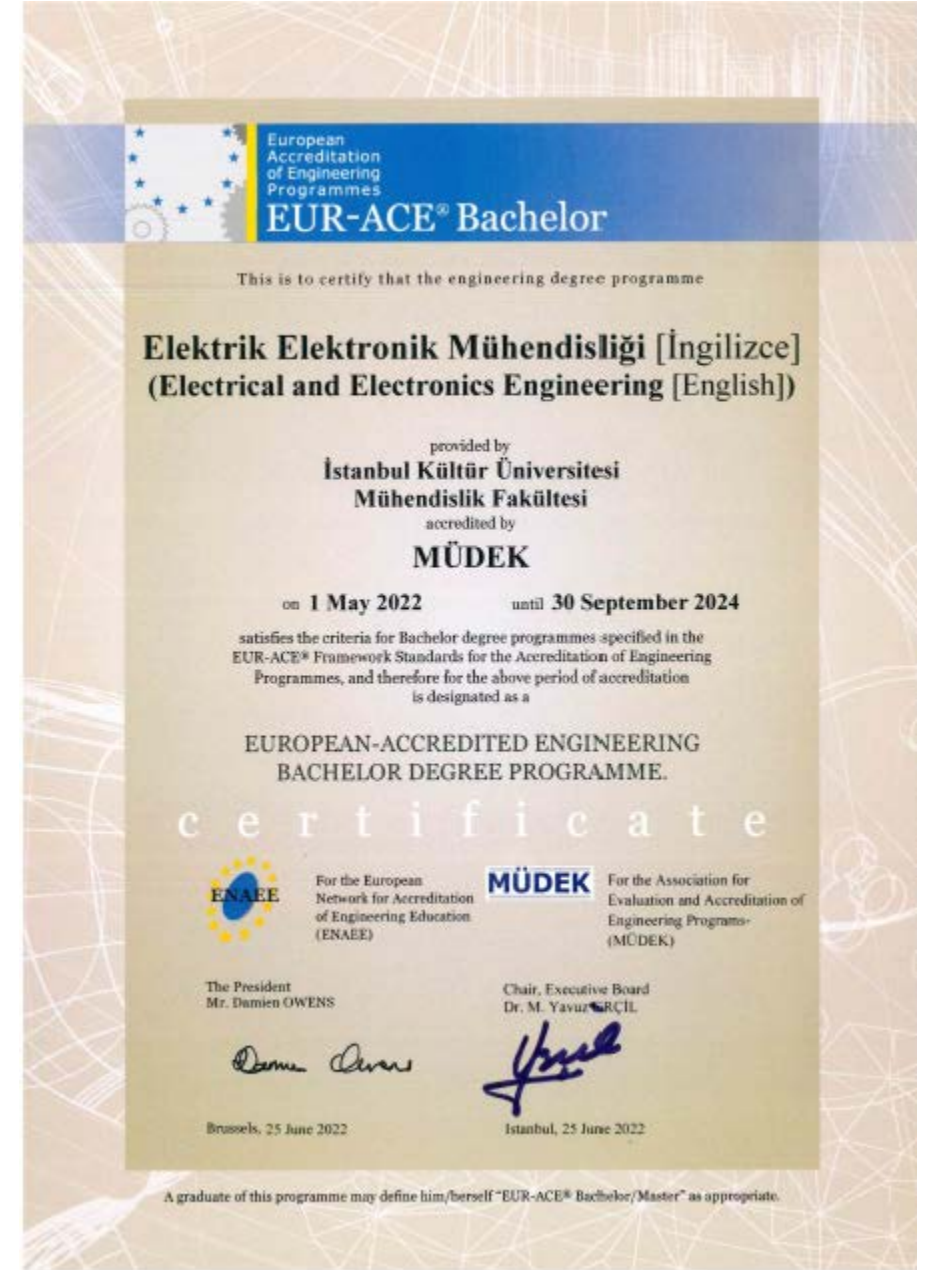 European
Accreditation
of Engineering
Programmes
EUR-ACE® Bachelor
This is to certify that the engineering degree programme
Elektrik Elektronik Mühendisliği [İngilizce]
(Electrical and Electronics Engineering [English])
provided by
İstanbul Kültür Üniversitesi
Mühendislik Fakültesi
accredited by
MÜDEK
on 1 May 2022 until 30 September 2024
satisfies the criteria for Bachelor degree programmes specified in the
EUR-ACE® Framework Standards for the Accreditation of Engineering
Programmes, and therefore for the above period of accreditation
is designated as a
EUROPEAN-ACCREDITED ENGINEERING
BACHELOR DEGREE PROGRAMME.
certificate
ENAEE
For the European
Network for Accreditation
of Engineering Education
(ENAEE)
MÜDEK
For the Association for
Evaluation and Accreditation of
Engineering Programs-
(MÜDEK)
The President
Mr. Damien OWENS
Chair, Executive Board
Dr. M. Yavuz ERÇİL
Damien Owens
Brussels, 25 June 2022
Istanbul, 25 June 2022
A graduate of this programme may define him/herself "EUR-ACE® Bachelor/Master" as appropriate.